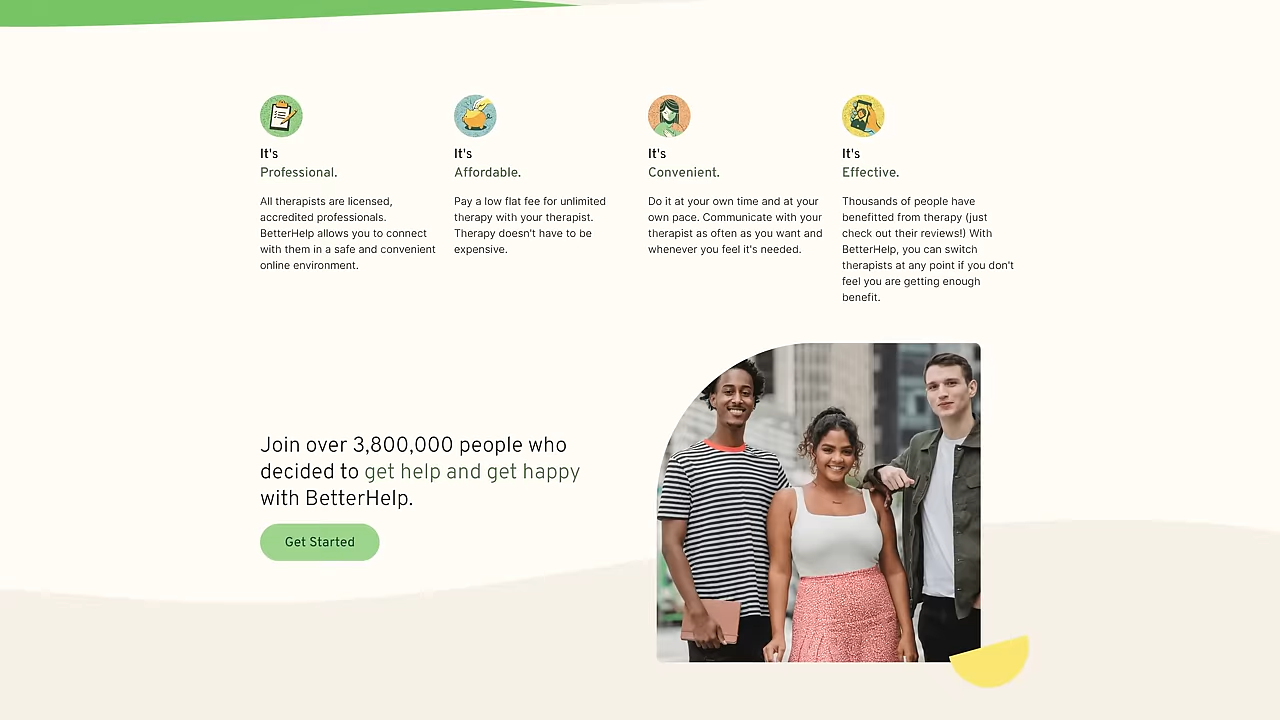 It's
Professional.
All therapists are licensed,
accredited professionals.
BetterHelp allows you to connect
with them in a safe and convenient
online environment.
It's
Affordable.
Pay a low flat fee for unlimited
therapy with your therapist.
Therapy doesn't have to be
expensive.
It's
Convenient.
Do it at your own time and at your
own pace. Communicate with your
therapist as often as you want and
whenever you feel it's needed.
It's
Effective.
Thousands of people have
benefitted from therapy (just
check out their reviews!) With
BetterHelp, you can switch
therapists at any point if you don't
feel you are getting enough
benefit.
Join over 3,800,000 people who
decided to get help and get happy
with BetterHelp.
Get Started